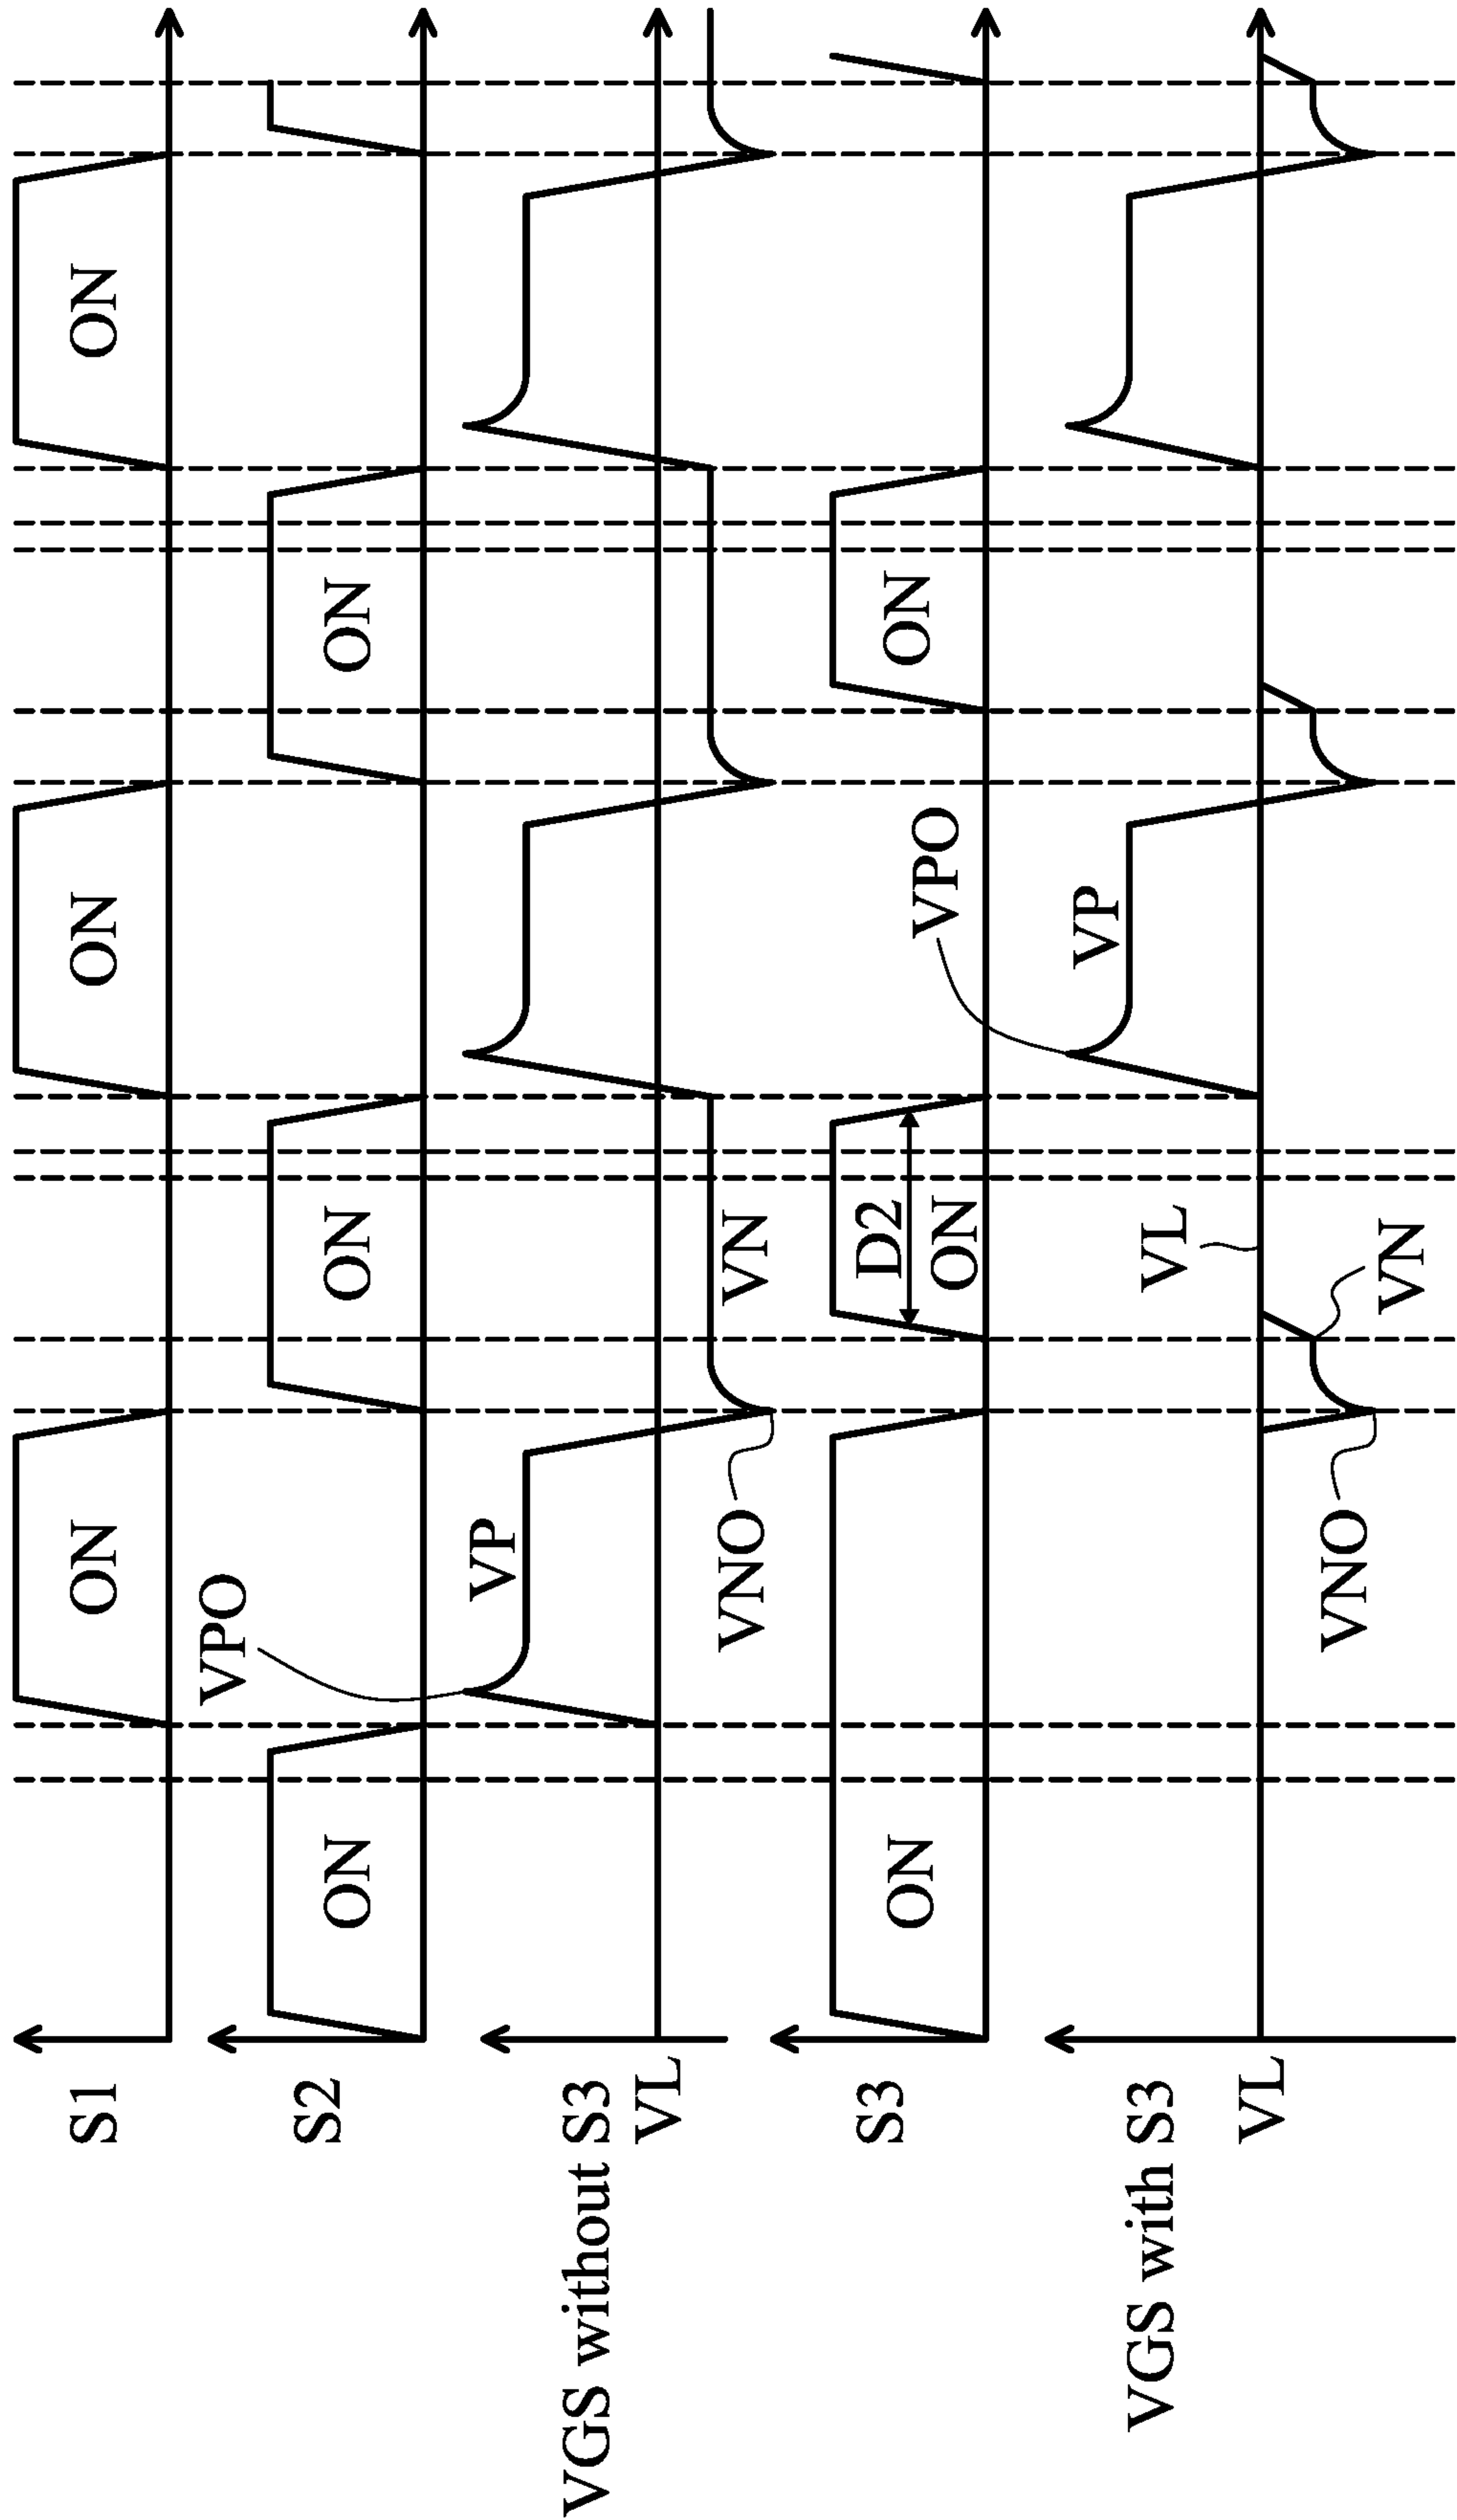 S1 ON ON ON
VPO
S2 ON ON ON
VP
VGS without S3
VL
VNO VN
D2
S3 ON ON VPO ON
VP
VGS with S3 VL
VL
VNO VN